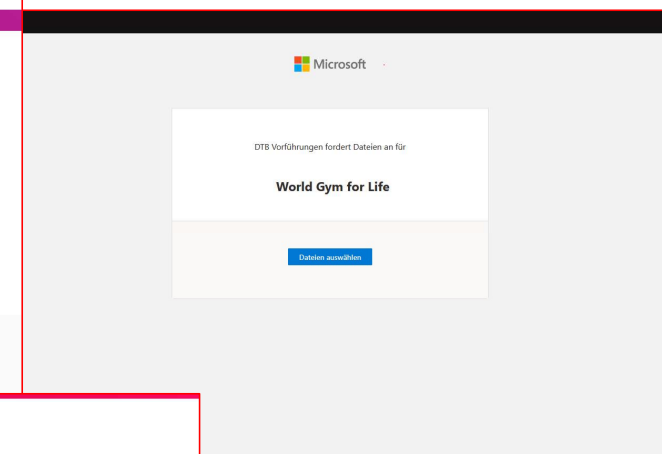 Microsoft
DTB Vorführungen fordert Dateien an für
World Gym for Life
Dateien auswählen